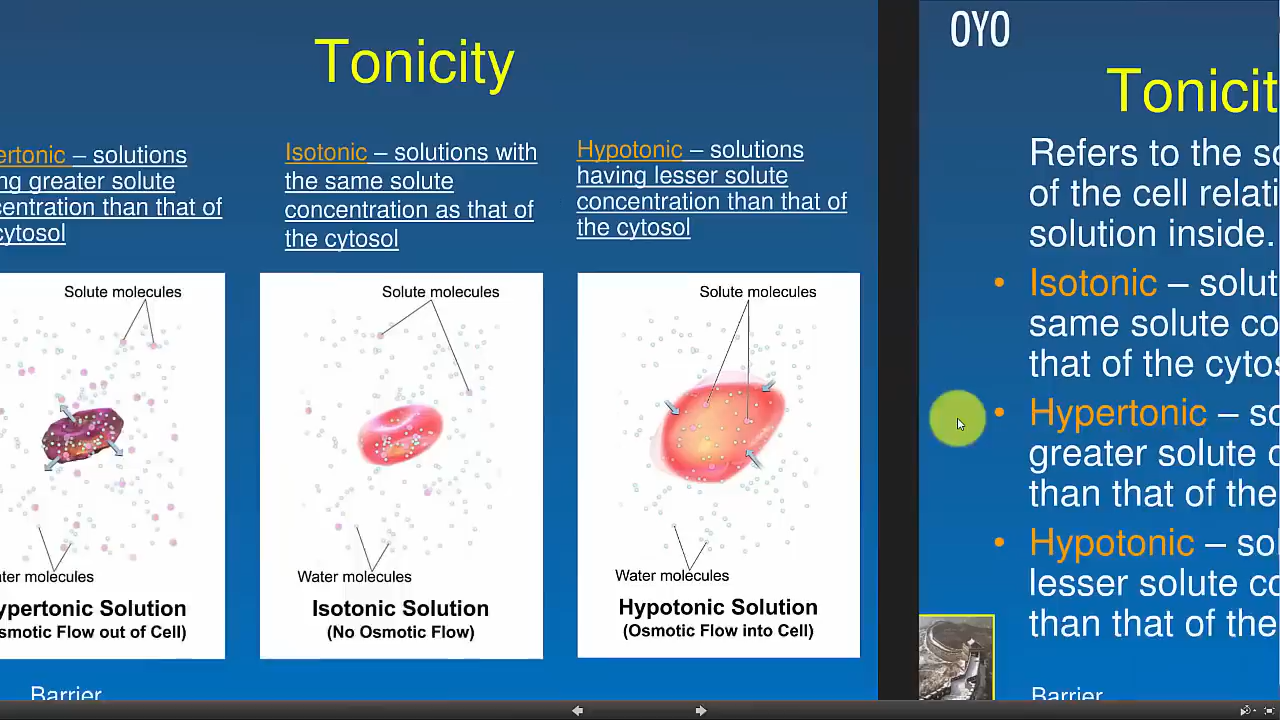 Tonicity
ertonic – solutions
ng greater solute
entration than that of
cytosol
Isotonic – solutions with
the same solute
concentration as that of
the cytosol
Hypotonic – solutions
having lesser solute
concentration than that of
the cytosol
Solute molecules
ater molecules
ypertonic Solution
smotic Flow out of Cell)
Solute molecules
Water molecules
Isotonic Solution
(No Osmotic Flow)
Solute molecules
Water molecules
Hypotonic Solution
(Osmotic Flow into Cell)
Barrier
OYO
Tonicit
Refers to the so
of the cell relati
solution inside.
• Isotonic – solut
same solute co
that of the cytos
• Hypertonic – so
greater solute c
than that of the
• Hypotonic – so
lesser solute co
than that of the
Barrier